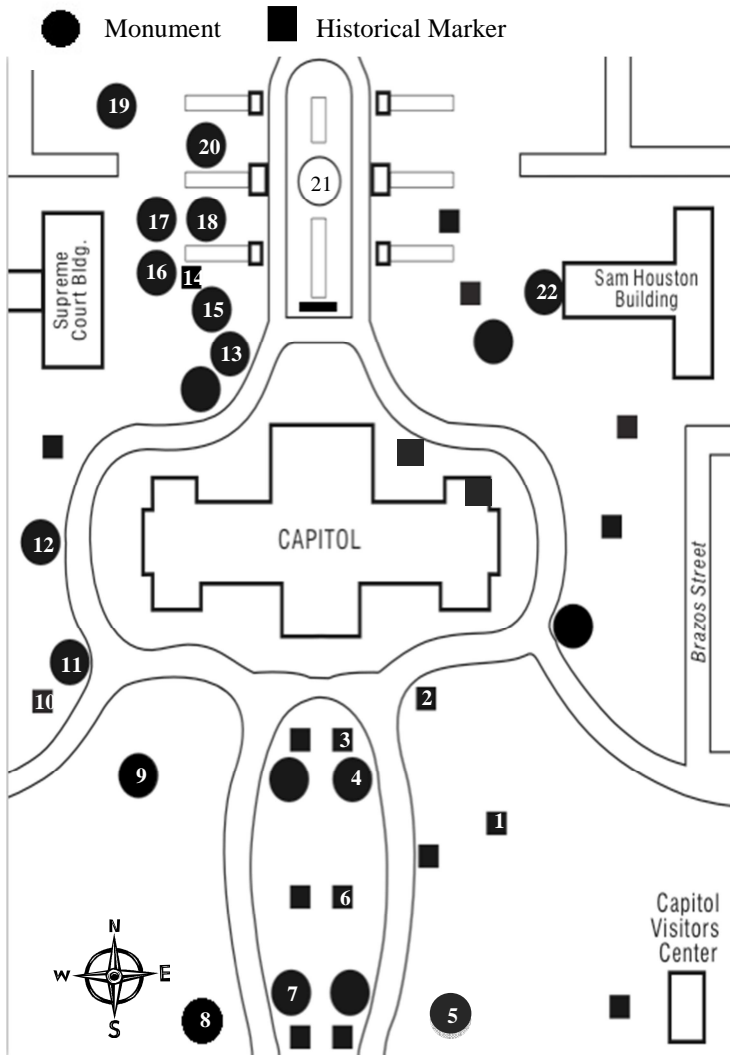 Monument
Historical Marker
19
20
21
17
18
16
14
15
13
22
Supreme
Court Bldg.
Sam Houston
Building
12
CAPITOL
Brazos Street
11
10
2
3
9
4
1
6
Capitol
Visitors
Center
N
W
E
S
7
8
5